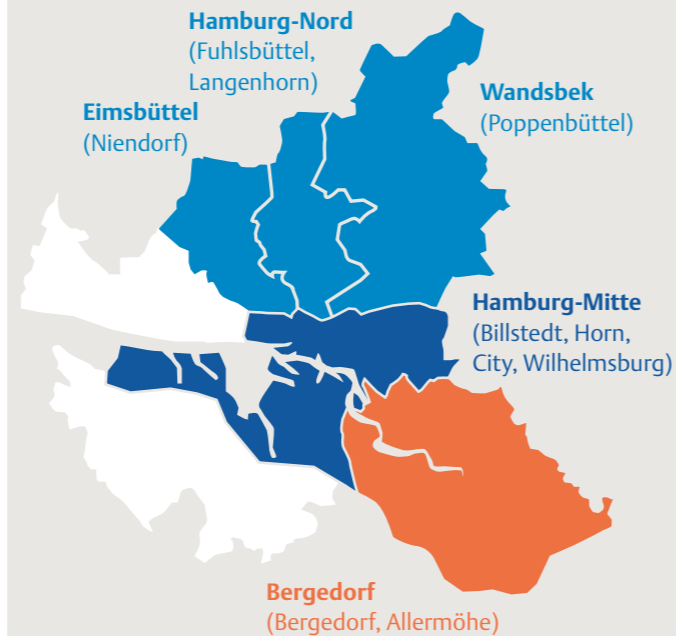 Hamburg-Nord
(Fuhlsbüttel,
Langenhorn)
Eimsbüttel
(Niendorf)
Wandsbek
(Poppenbüttel)
Hamburg-Mitte
(Billstedt, Horn,
City, Wilhelmsburg)
Bergedorf
(Bergedorf, Allermöhe)